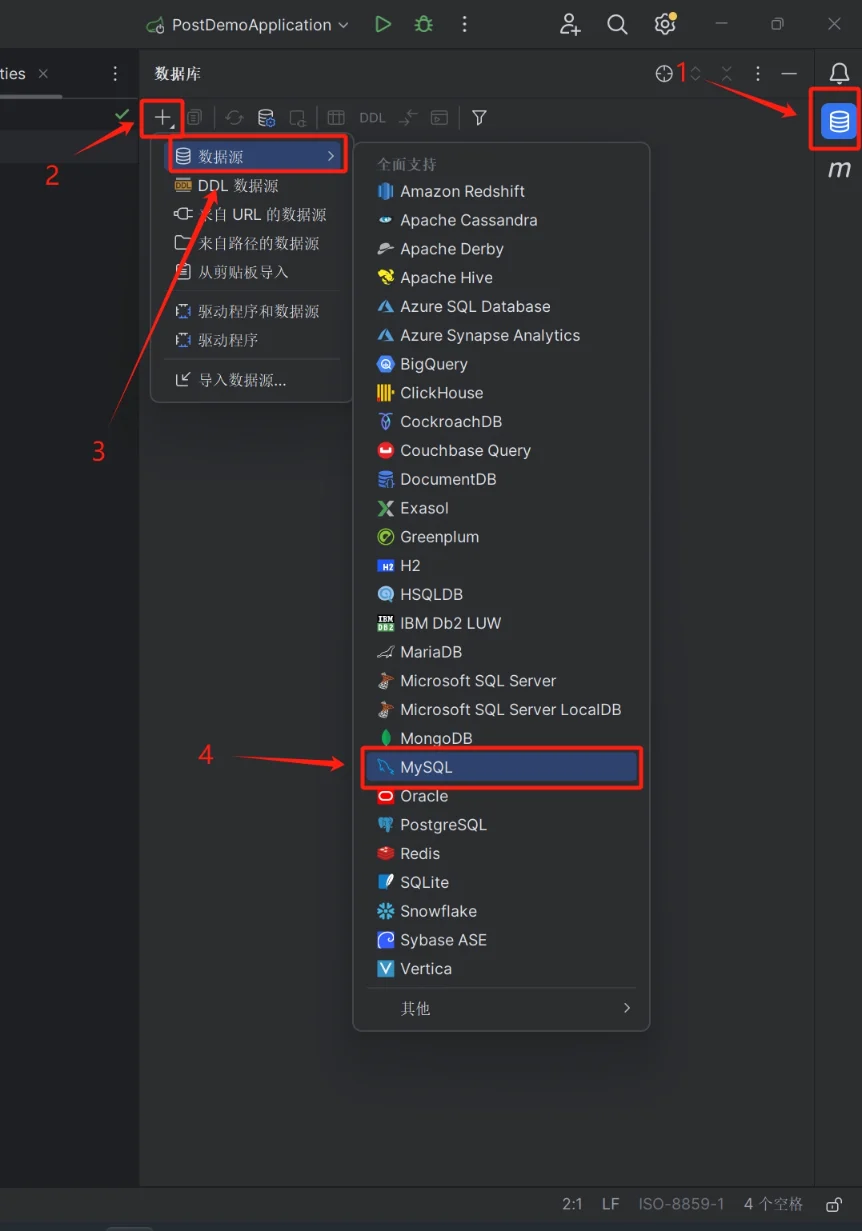 PostDemoApplication
ties
数据库
1
DDL
2
数据源
DDL 数据源
来自 URL 的数据源
来自路径的数据源
从剪贴板导入
驱动程序和数据源
驱动程序
导入数据源...
3
全面支持
Amazon Redshift
Apache Cassandra
Apache Derby
Apache Hive
Azure SQL Database
Azure Synapse Analytics
BigQuery
ClickHouse
CockroachDB
Couchbase Query
DocumentDB
Exasol
Greenplum
H2
HSQLDB
IBM Db2 LUW
MariaDB
Microsoft SQL Server
Microsoft SQL Server LocalDB
MongoDB
4
MySQL
Oracle
PostgreSQL
Redis
SQLite
Snowflake
Sybase ASE
Vertica
其他
m
2:1 LF ISO-8859-1 4 个空格